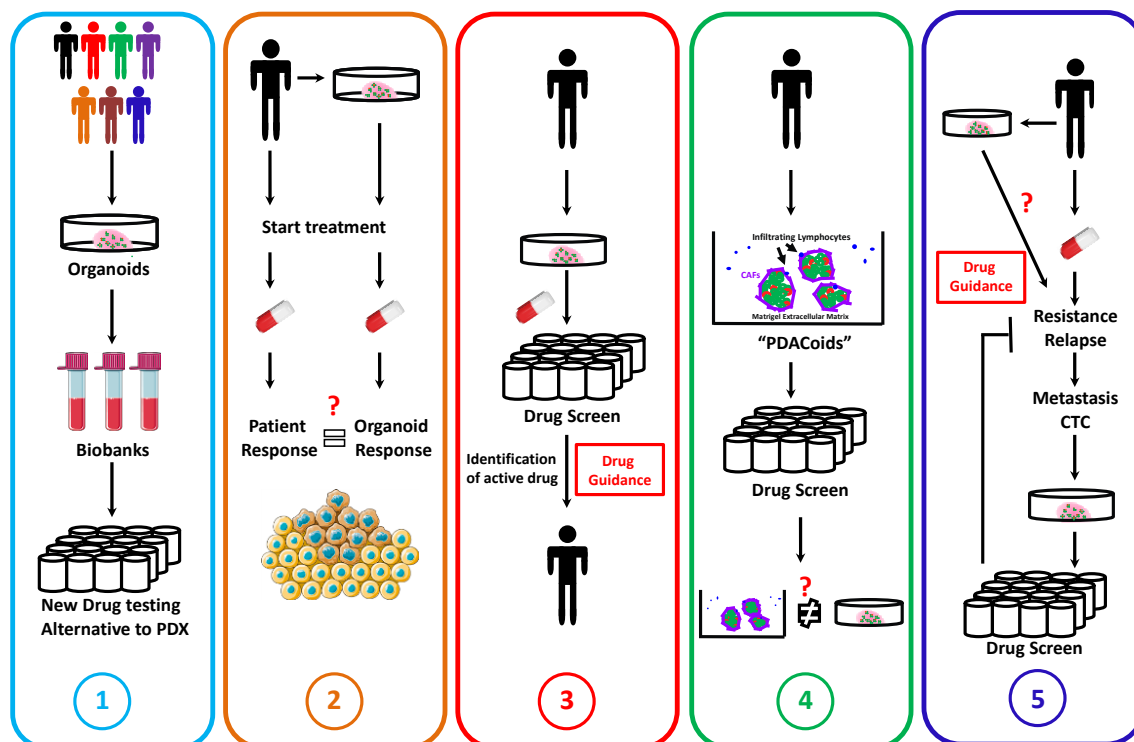 Organoids
Biobanks
New Drug testing
Alternative to PDX
1
Start treatment
?
Patient
Response
Organoid
Response
2
Drug Screen
Identification
of active drug
Drug
Guidance
3
Infiltrating Lymphocytes
CAFs
Matrigel Extracellular Matrix
“PDACoids”
Drug Screen
?
≠
4
?
Drug
Guidance
Resistance
Relapse
Metastasis
CTC
Drug Screen
5